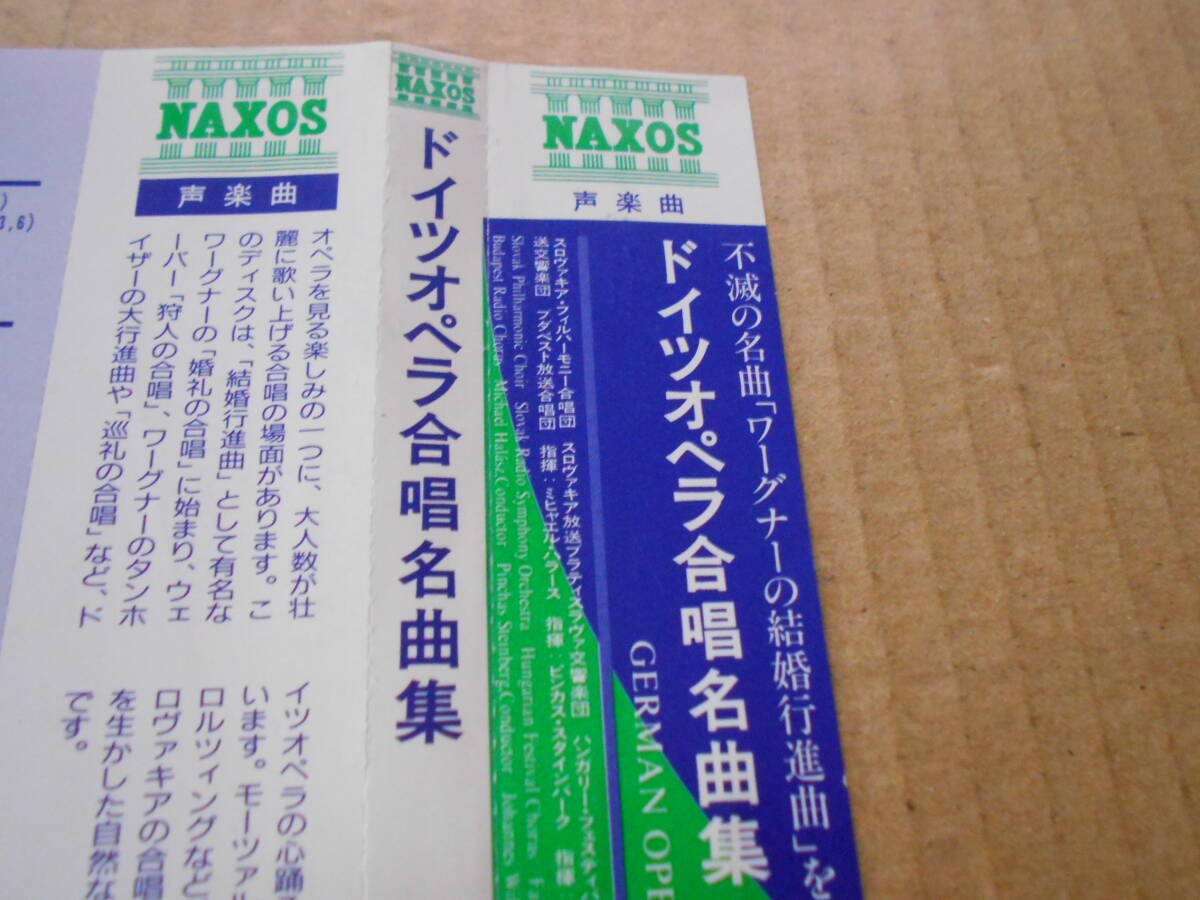 NAXOS
声楽曲
不滅の名曲「ワーグナーの結婚行進曲」を
ドイツオペラ合唱名曲集
GERMAN OPE
スロヴァキア・フィルハーモニー合唱団 スロヴァキア放送ブラティスラヴァ交響楽団 ハンガリー・フェスティバ
送交響楽団 ブダペスト放送合唱団 指揮:ミヒャエル・ハラース 指揮:ピンカス・スタインバーク 指揮
Slovak Philharmonic Choir Slovak Radio Symphony Orchestra Hungarian Festival Chorus Fa
Budapest Radio Chorus Michael Halász, Conductor Pinchas Steinberg, Conductor Johannes W
NAXOS
ドイツオペラ合唱名曲集
NAXOS
声楽曲
オペラを見る楽しみの一つに、大人数が壮
麗に歌い上げる合唱の場面があります。こ
のディスクは、「結婚行進曲」として有名な
ワーグナーの「婚礼の合唱」に始まり、ウェ
ーバー「狩人の合唱」、ワーグナーのタンホ
イザーの大行進曲や「巡礼の合唱」など、ド
イツオペラの心踊
います。モーツアル
ロルツィングなど
ロヴァキアの合唱
を生かした自然な
です。
)
3,6)